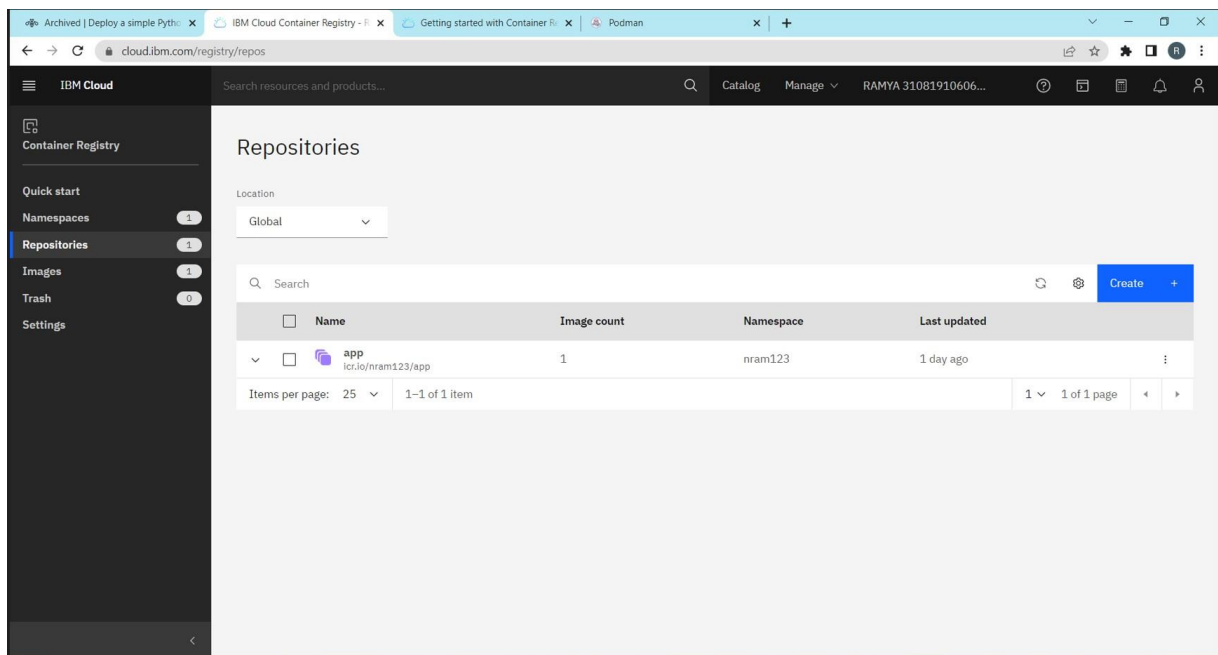 Archived | Deploy a simple Pytho
IBM Cloud Container Registry - R
Getting started with Container Re
Podman
cloud.ibm.com/registry/repos
R
IBM Cloud
Search resources and products...
Catalog
Manage
RAMYA 31081910606...
Container Registry
Quick start
Namespaces 1
Repositories 1
Images 1
Trash 0
Settings
Repositories
Location
Global
Search
Create +
Name Image count Namespace Last updated
app
icr.io/nram123/app
1 nram123 1 day ago
Items per page: 25 1–1 of 1 item 1 1 of 1 page